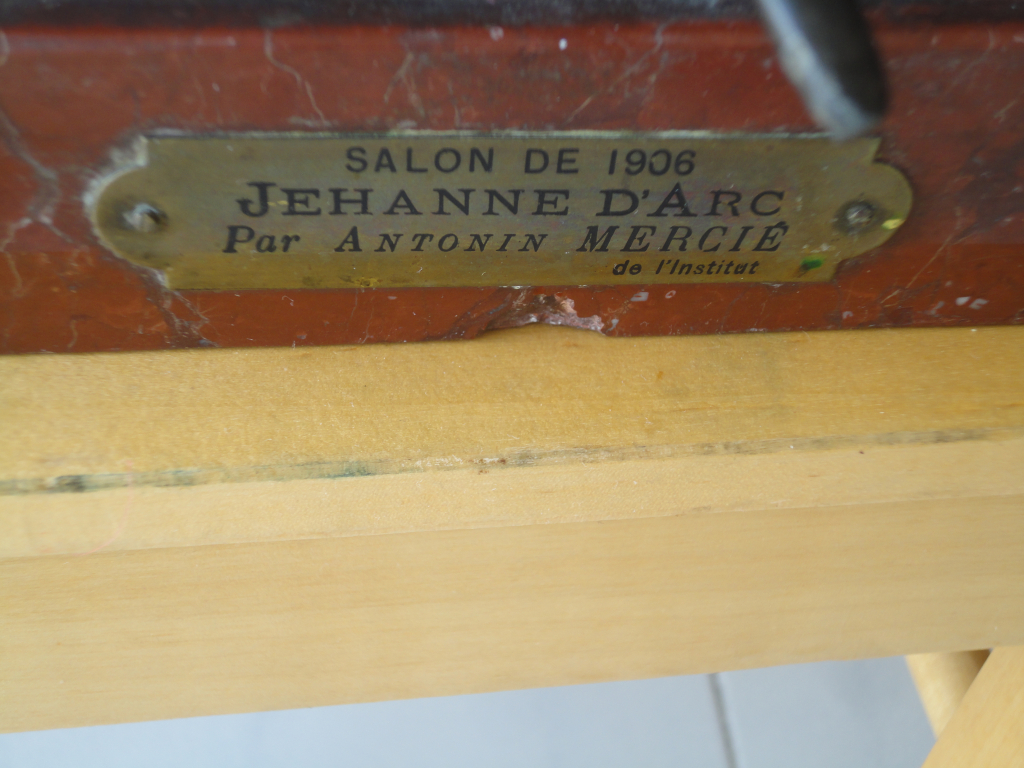 SALON DE 1906
JEHANNE D'ARC
Par ANTONIN MERCIÉ
de l'Institut